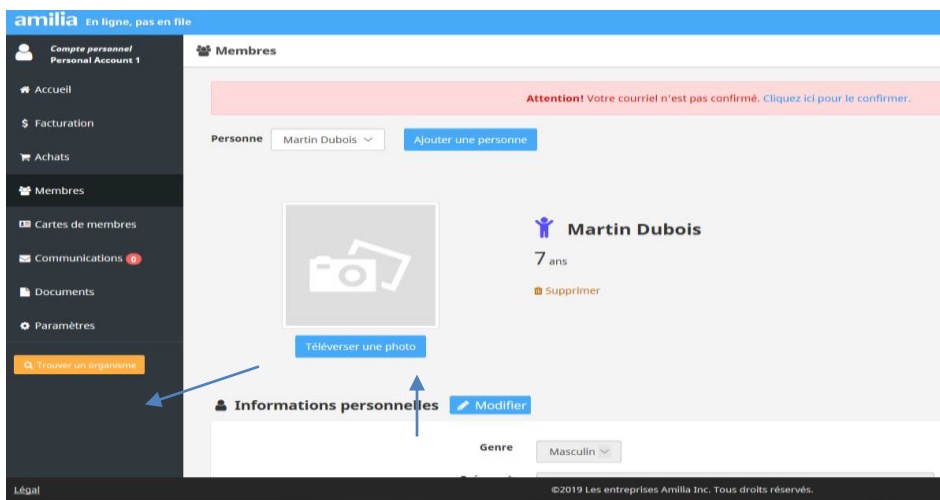 amilia En ligne, pas en file
Compte personnel
Personal Account 1
Accueil
$ Facturation
Achats
Membres
Cartes de membres
Communications 0
Documents
Paramètres
Trouver un organisme
Légal
Membres
Attention! Votre courriel n'est pas confirmé. Cliquez ici pour le confirmer.
Personne Martin Dubois Ajouter une personne
Martin Dubois
7 ans
Supprimer
Téléverser une photo
Informations personnelles Modifier
Genre Masculin
©2019 Les entreprises Amilia Inc. Tous droits réservés.